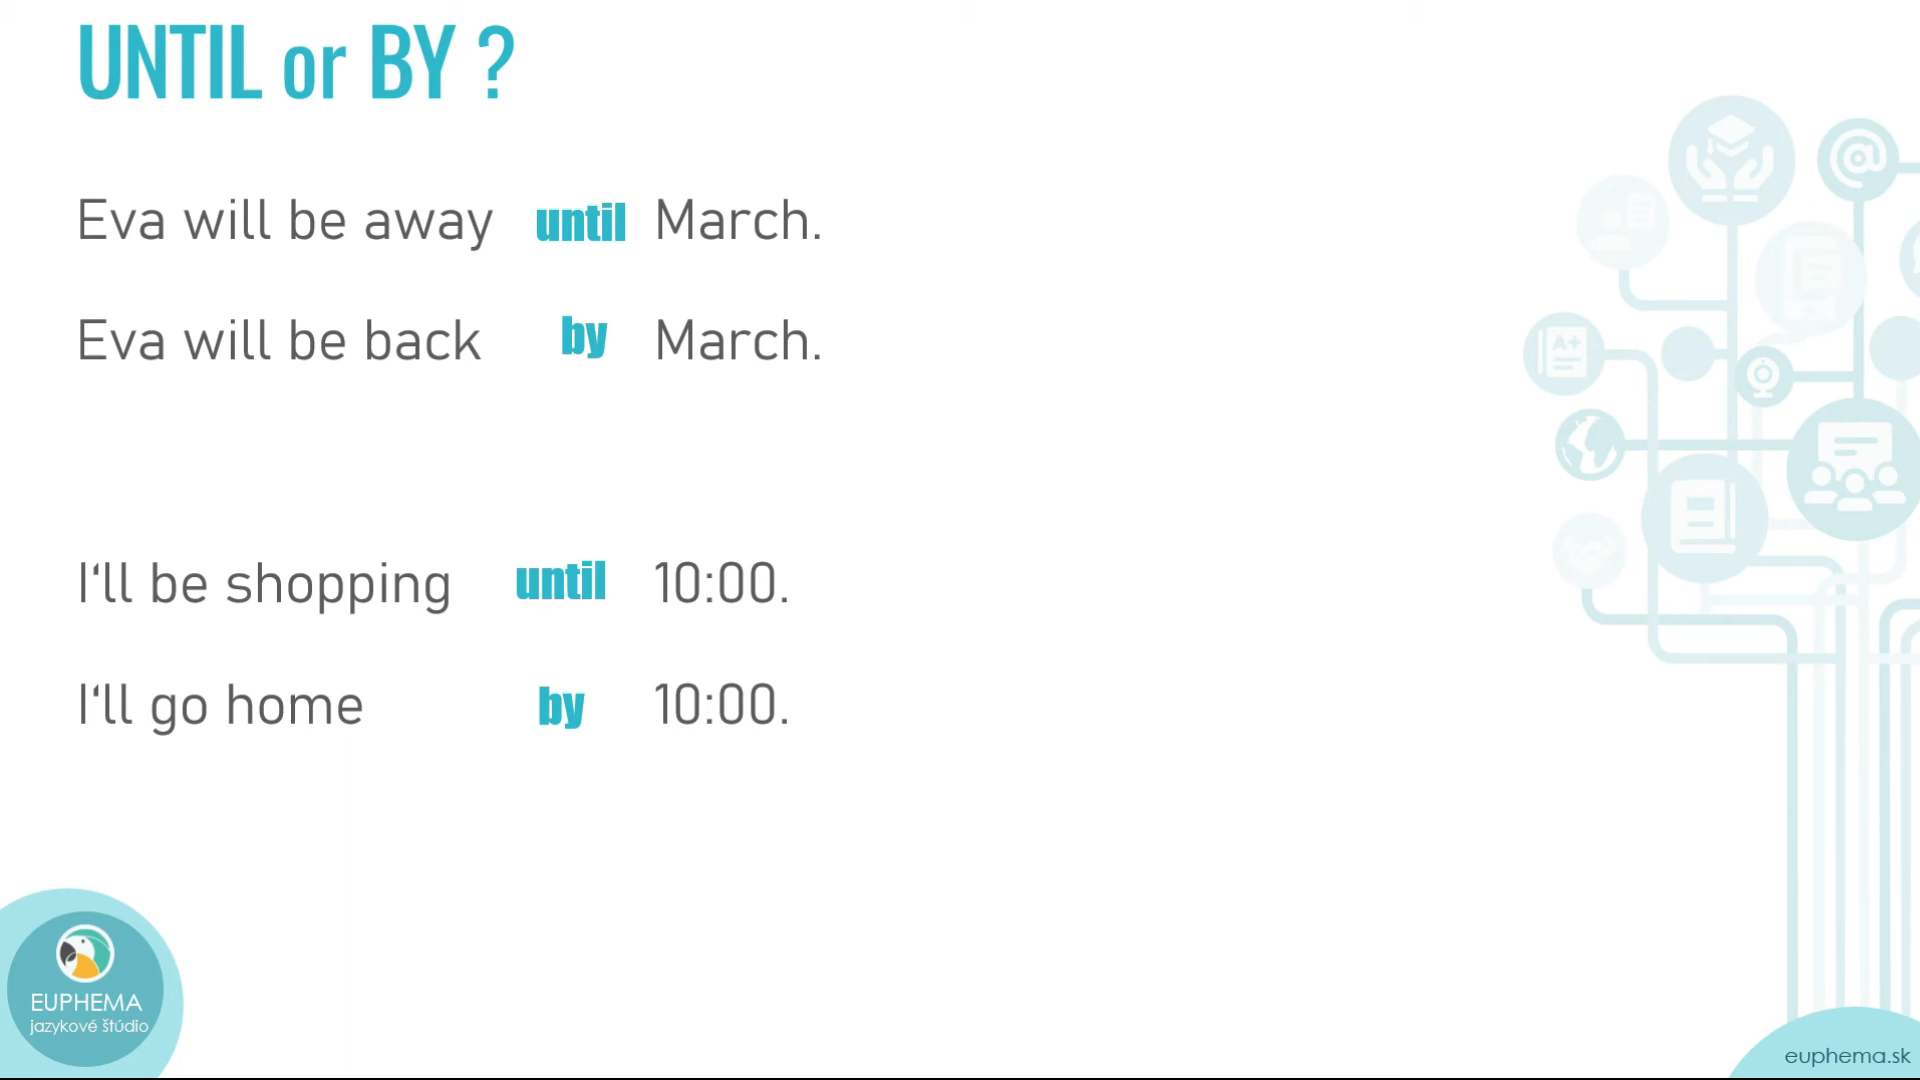 UNTIL or BY ?
Eva will be away until March.
Eva will be back by March.
I‘ll be shopping until 10:00.
I‘ll go home by 10:00.
A+
EUPHEMA
jazykové štúdio
euphema.sk